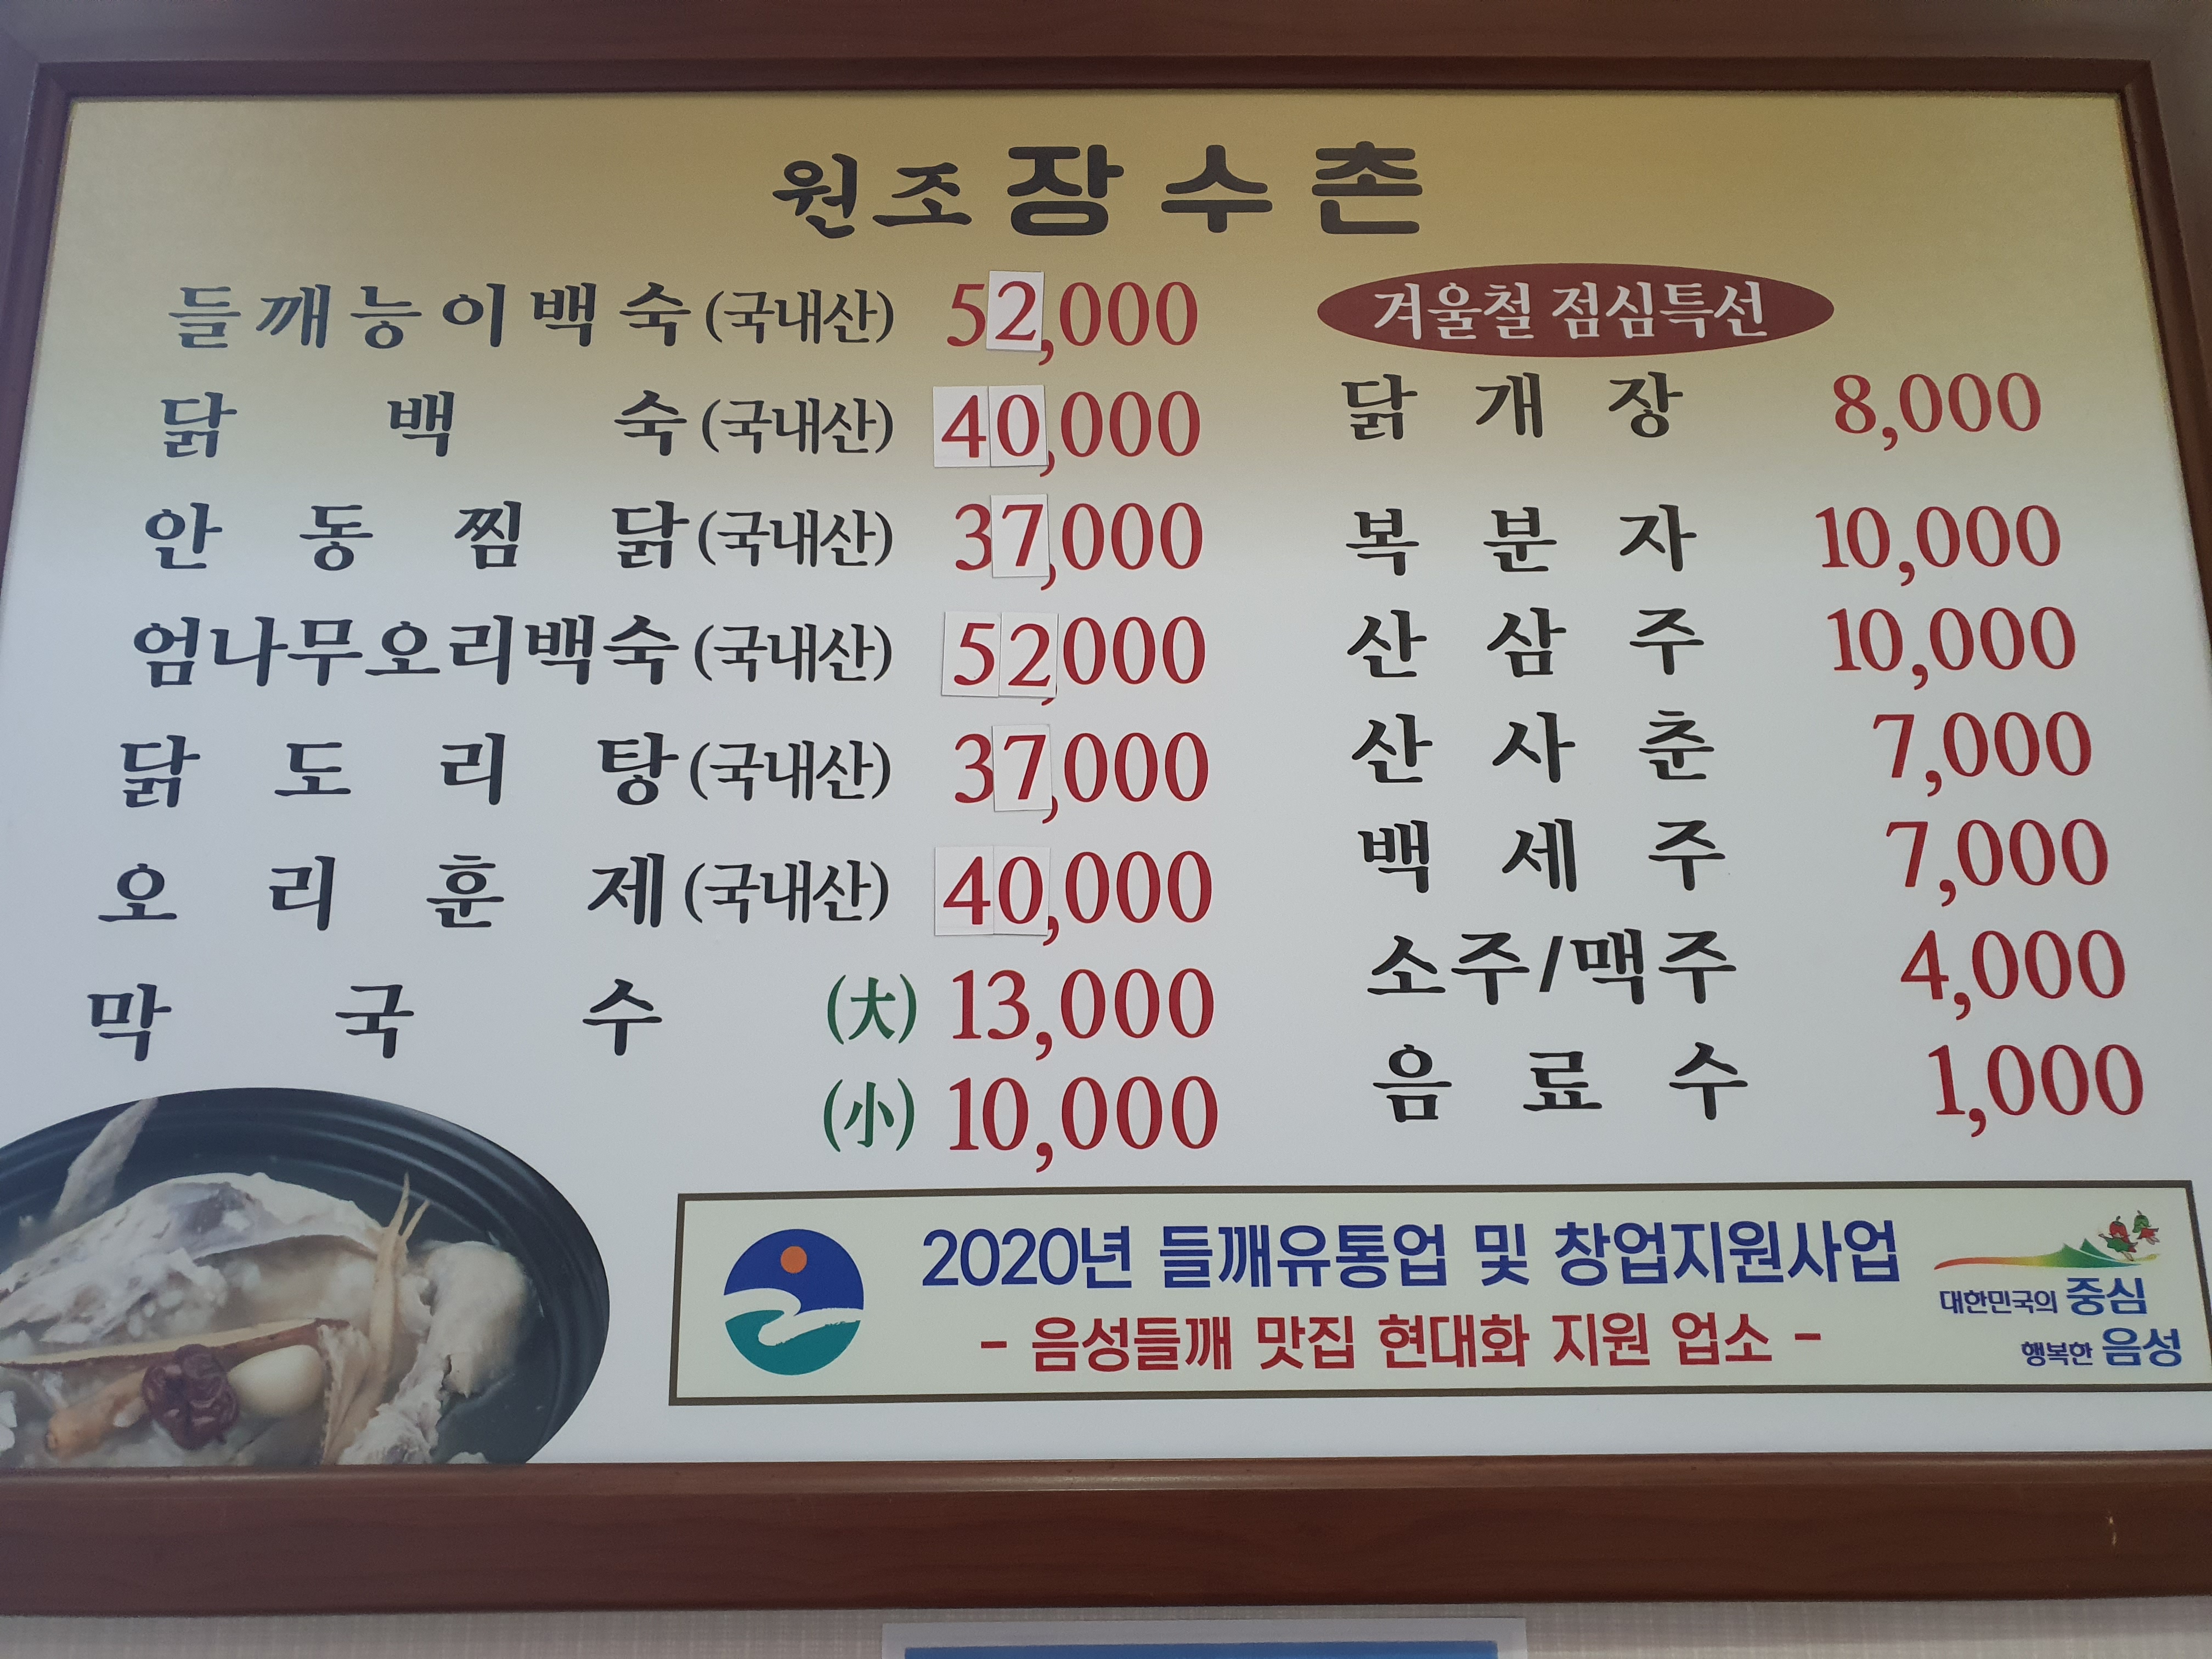 원조 장수촌
들깨능이백숙(국내산) 52,000
닭백숙(국내산) 40,000
안동찜닭(국내산) 37,000
엄나무오리백숙(국내산) 52,000
닭도리탕(국내산) 37,000
오리훈제(국내산) 40,000
막국수 (大) 13,000
(小) 10,000
겨울철 점심특선
닭개장 8,000
복분자 10,000
산삼주 10,000
산사춘 7,000
백세주 7,000
소주/맥주 4,000
음료수 1,000
2020년 들깨유통업 및 창업지원사업
- 음성들깨 맛집 현대화 지원 업소 -
대한민국의 중심
행복한 음성